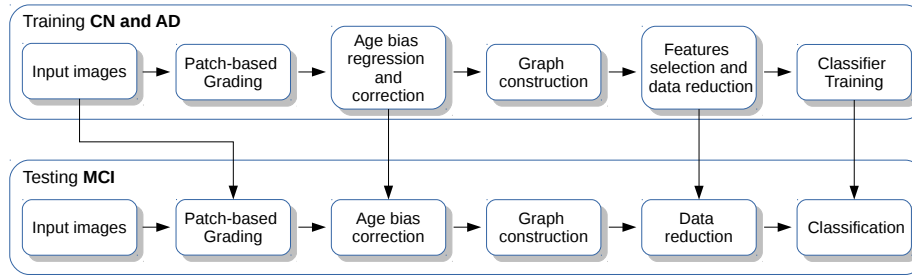 Training CN and AD
Input images
Patch-based
Grading
Age bias
regression
and
correction
Graph
construction
Features
selection and
data reduction
Classifier
Training
Testing MCI
Input images
Patch-based
Grading
Age bias
correction
Graph
construction
Data
reduction
Classification